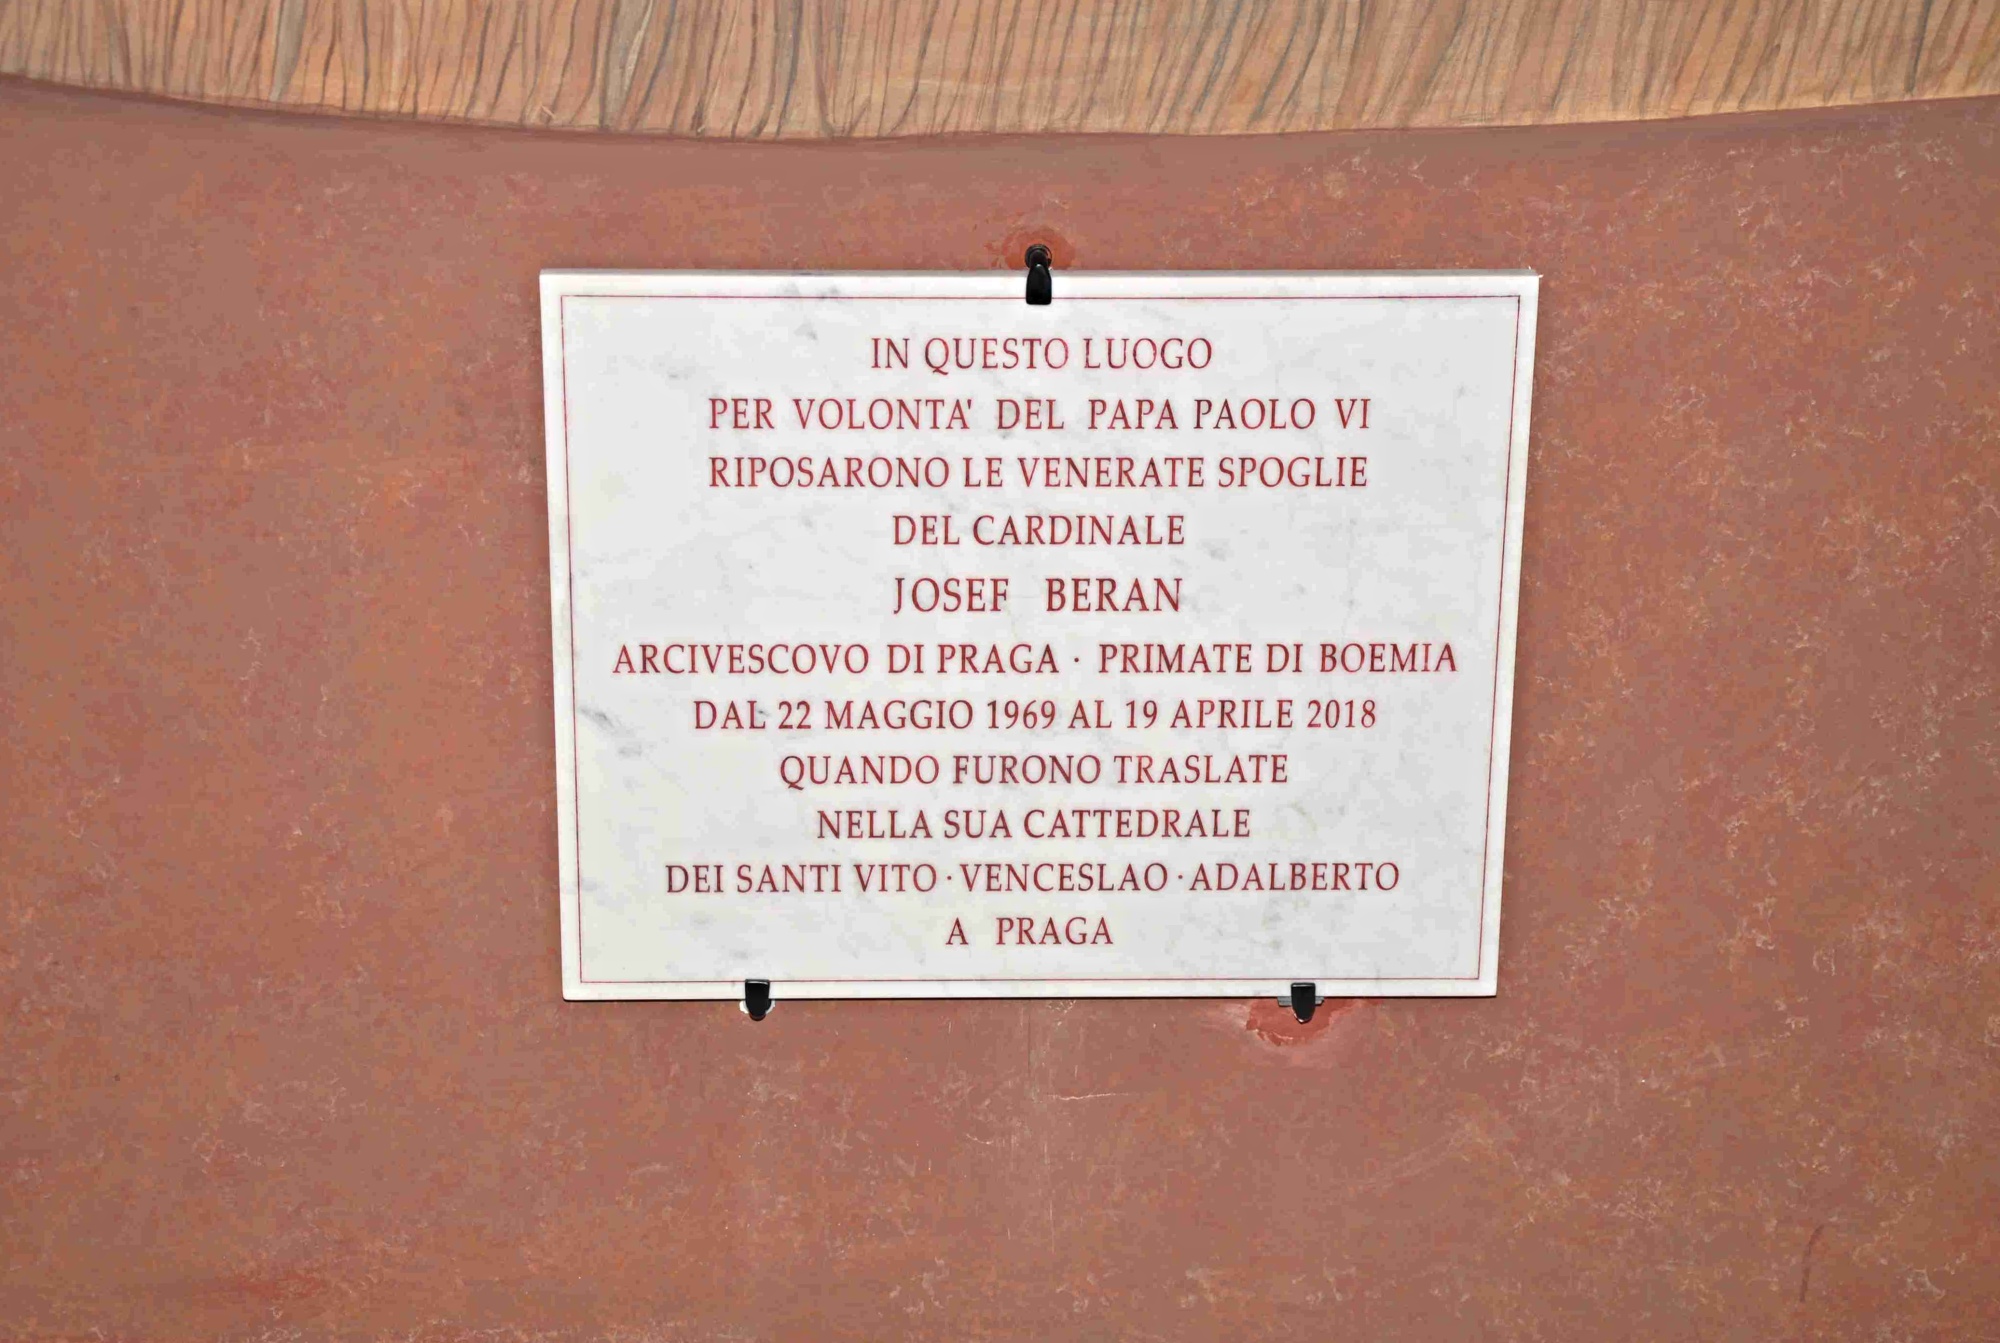 IN QUESTO LUOGO
PER VOLONTA' DEL PAPA PAOLO VI
RIPOSARONO LE VENERATE SPOGLIE
DEL CARDINALE
JOSEF BERAN
ARCIVESCOVO DI PRAGA · PRIMATE DI BOEMIA
DAL 22 MAGGIO 1969 AL 19 APRILE 2018
QUANDO FURONO TRASLATE
NELLA SUA CATTEDRALE
DEI SANTI VITO · VENCESLAO · ADALBERTO
A PRAGA